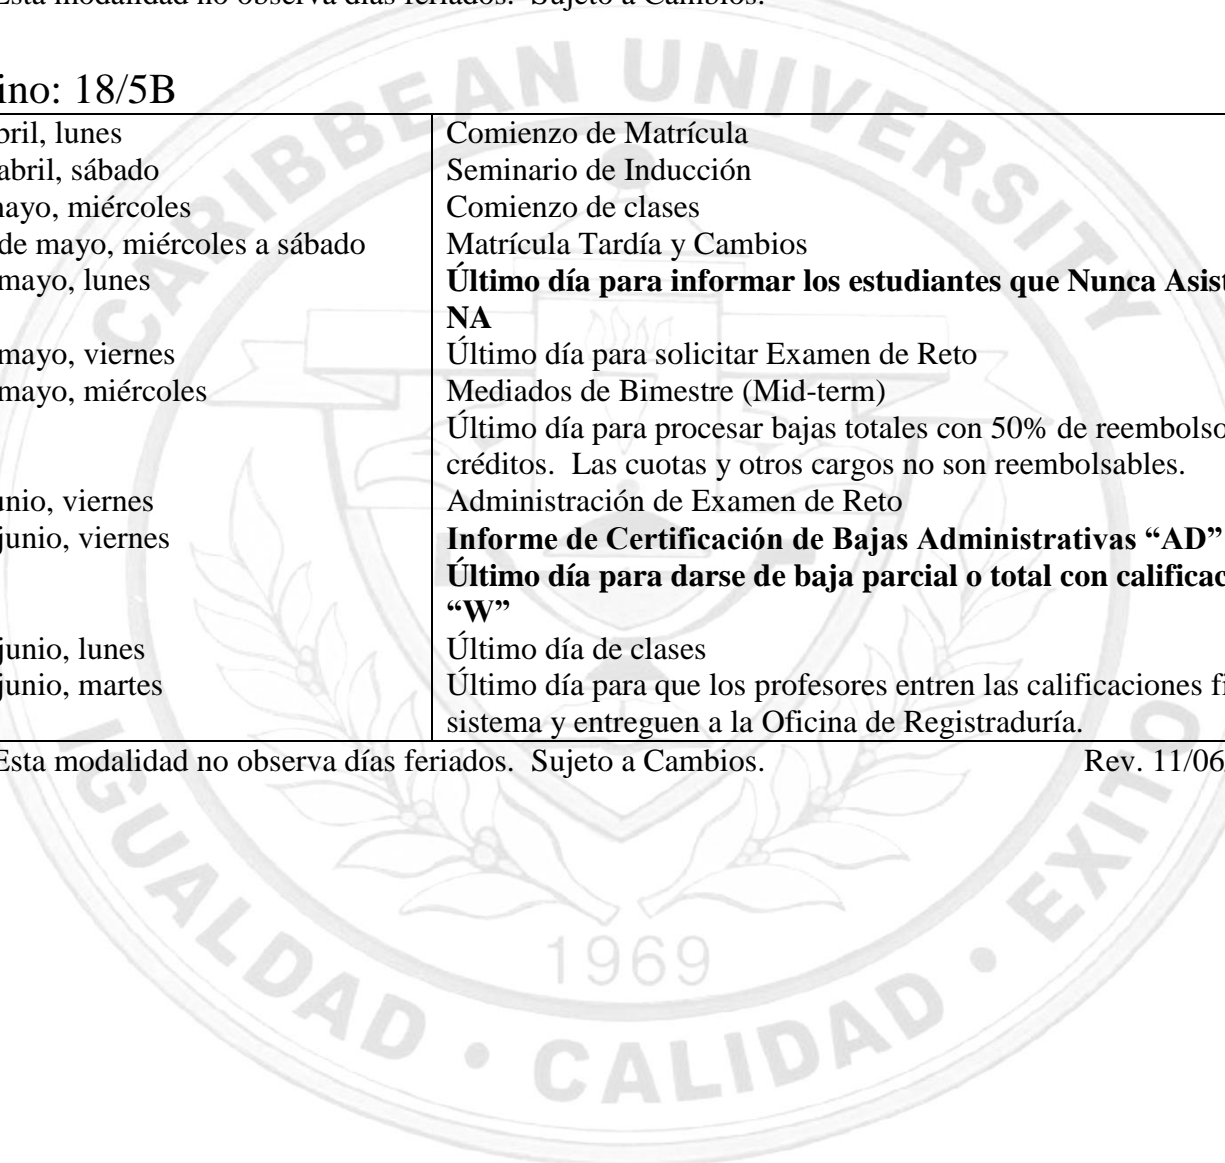 Esta modalidad no observa días feriados. Sujeto a Cambios.
ino: 18/5B
bril, lunes Comienzo de Matrícula
abril, sábado Seminario de Inducción
mayo, miércoles Comienzo de clases
de mayo, miércoles a sábado Matrícula Tardía y Cambios
mayo, lunes Último día para informar los estudiantes que Nunca Asist
NA
mayo, viernes Último día para solicitar Examen de Reto
mayo, miércoles Mediados de Bimestre (Mid-term)
Último día para procesar bajas totales con 50% de reembolso
créditos. Las cuotas y otros cargos no son reembolsables.
unio, viernes Administración de Examen de Reto
junio, viernes Informe de Certificación de Bajas Administrativas “AD”
Último día para darse de baja parcial o total con calificac
“W”
junio, lunes Último día de clases
junio, martes Último día para que los profesores entren las calificaciones fi
sistema y entreguen a la Oficina de Registraduría.
Esta modalidad no observa días feriados. Sujeto a Cambios. Rev. 11/06
CARIBBEAN UNIVERSITY
1969
IGUALDAD • CALIDAD • EXITO